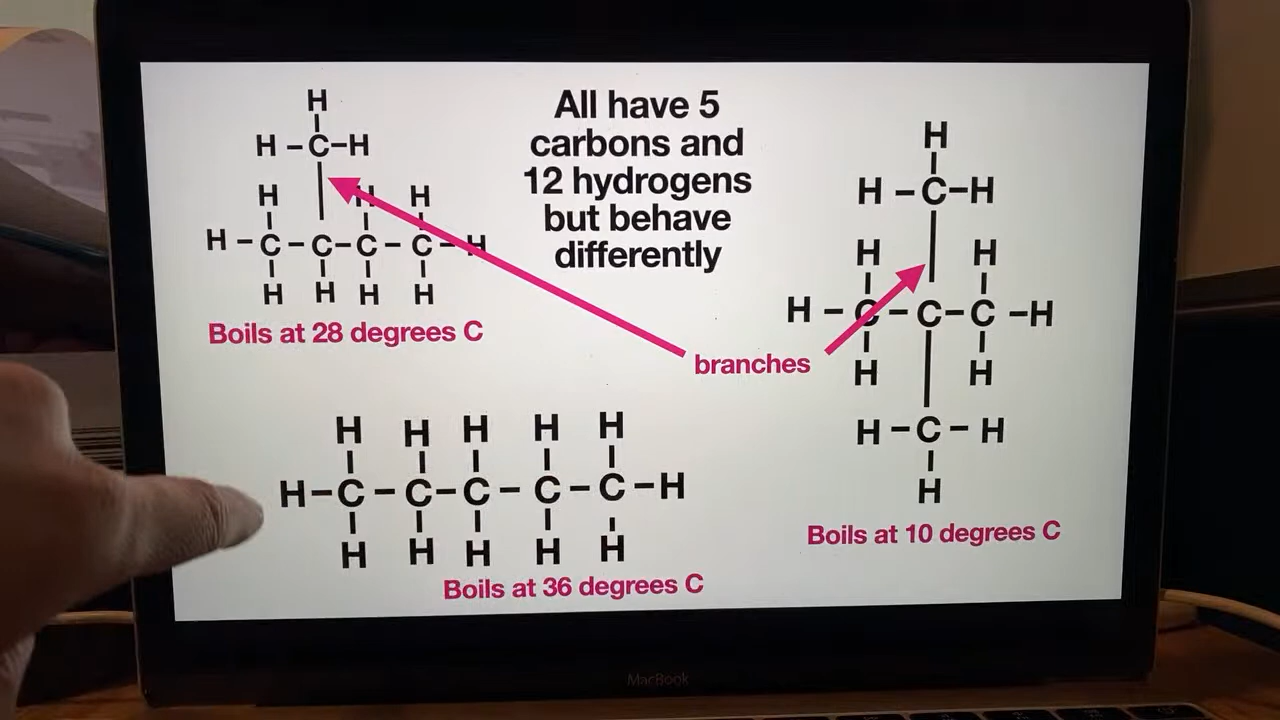 H
H – C – H
H H H
H – C – C – C – C – H
H H H H
Boils at 28 degrees C
All have 5
carbons and
12 hydrogens
but behave
differently
H
H – C – H
H H
H – C – C – C – H
H H
H – C – H
H
Boils at 10 degrees C
branches
H H H H H
H – C – C – C – C – C – H
H H H H H
Boils at 36 degrees C
MacBook